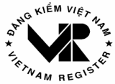 ĐĂNG KIỂM VIỆT NAM
VR
VIETNAM REGISTER